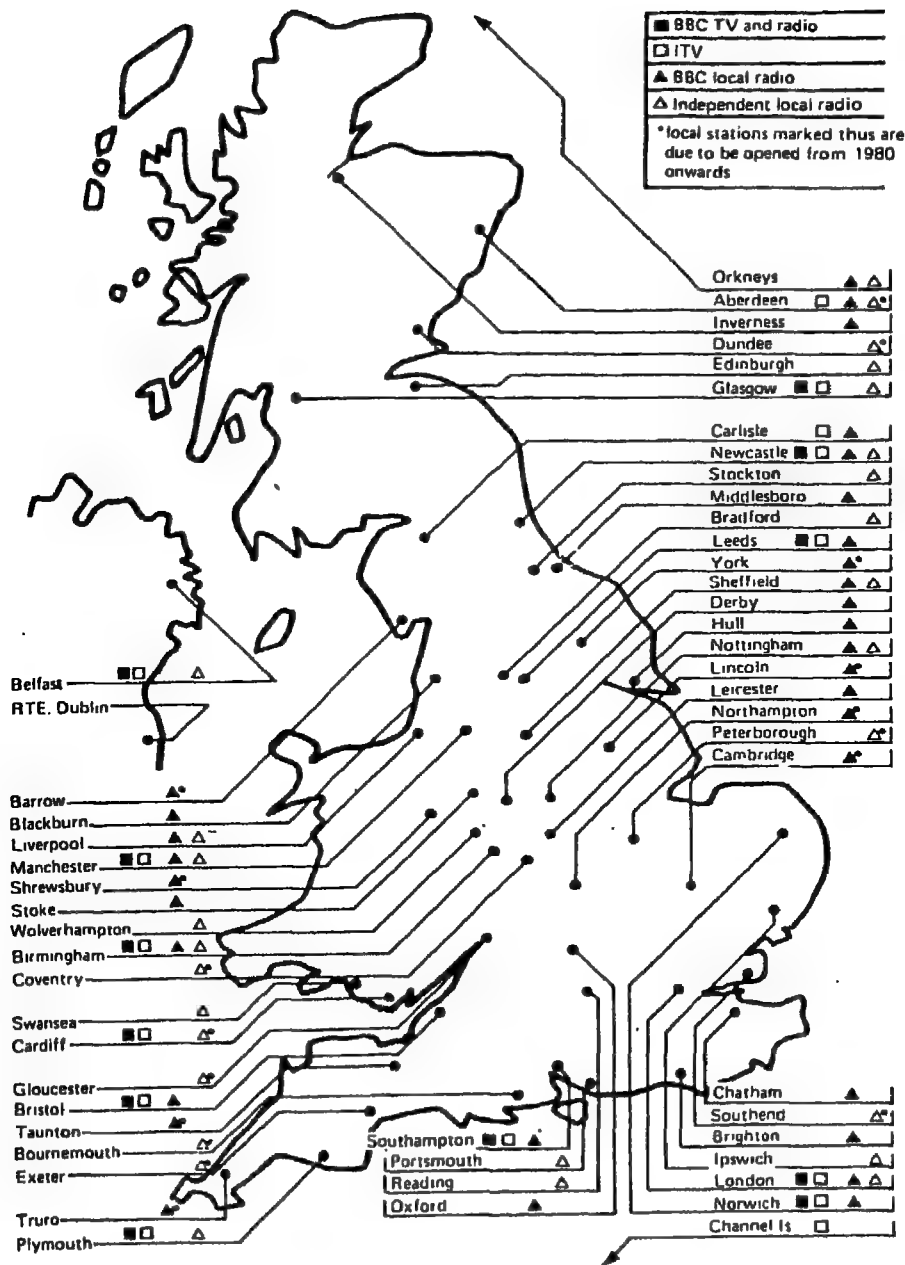 BBC TV and radio
ITV
BBC local radio
Independent local radio
*local stations marked thus are
due to be opened from 1980
onwards
Orkneys
Aberdeen
Inverness
Dundee
Edinburgh
Glasgow
Carlisle
Newcastle
Stockton
Middlesboro
Bradford
Leeds
York
Sheffield
Derby
Hull
Nottingham
Lincoln
Leicester
Northampton
Peterborough
Cambridge
Belfast
RTE. Dublin
Barrow
Blackburn
Liverpool
Manchester
Shrewsbury
Stoke
Wolverhampton
Birmingham
Coventry
Swansea
Cardiff
Gloucester
Bristol
Taunton
Bournemouth
Exeter
Truro
Plymouth
Southampton
Portsmouth
Reading
Oxford
Chatham
Southend
Brighton
Ipswich
London
Norwich
Channel Is